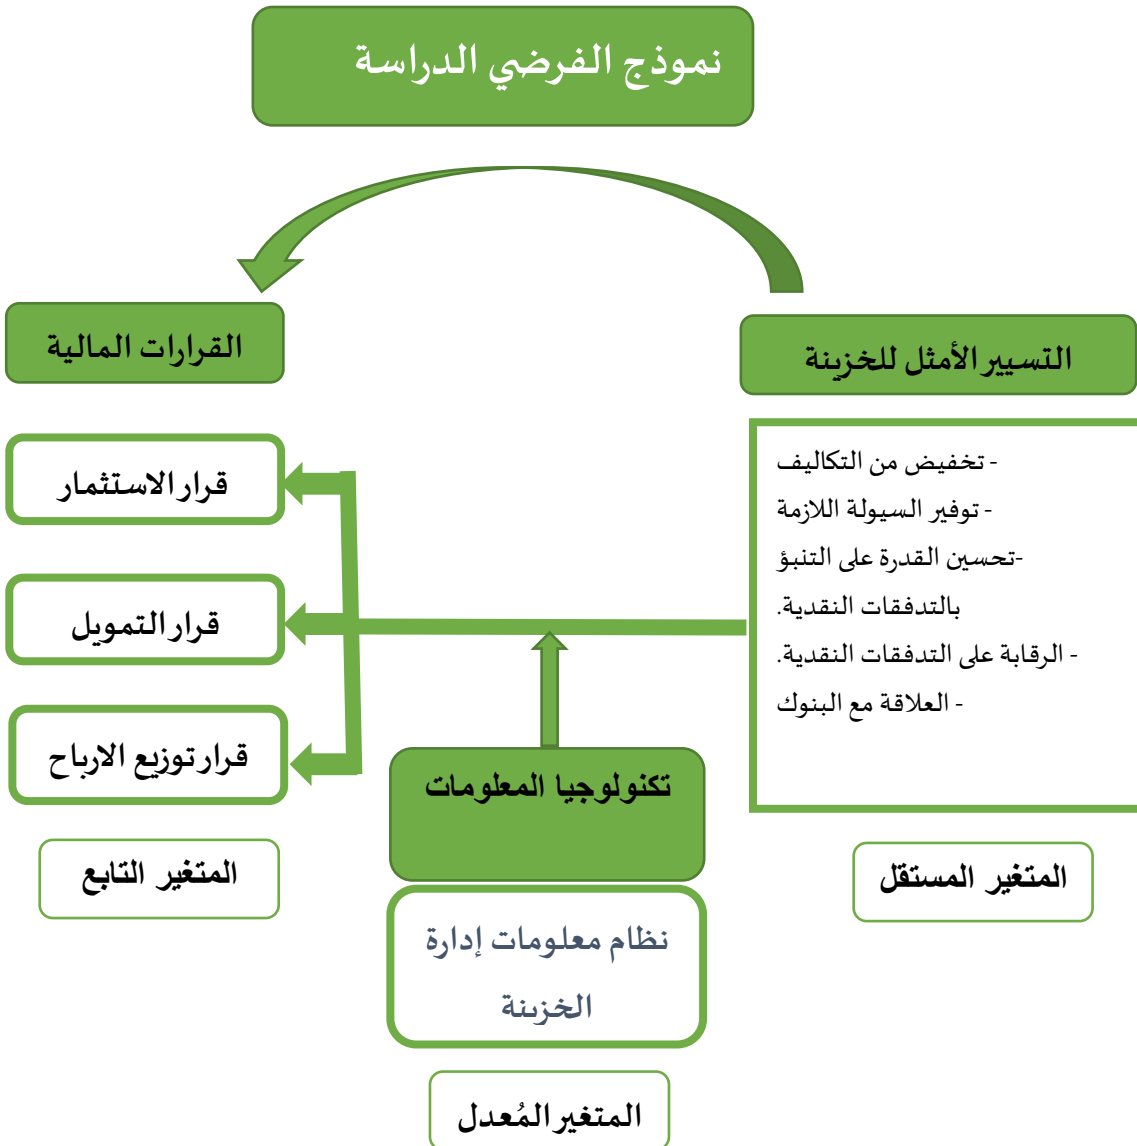 نموذج الفرضي الدراسة
التسيير الأمثل للخزينة
القرارات المالية
- تخفيض من التكاليف
- توفير السيولة اللازمة
-تحسين القدرة على التنبؤ
بالتدفقات النقدية.
- الرقابة على التدفقات النقدية.
- العلاقة مع البنوك
قرار الاستثمار
قرار التمويل
قرار توزيع الارباح
تكنولوجيا المعلومات
نظام معلومات إدارة
الخزينة
المتغير المستقل
المتغير التابع
المتغير المُعدل